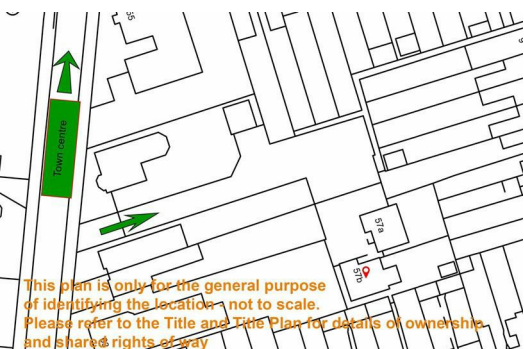 55
Town centre
57a
57b
This plan is only for the general purpose
of identifying the location - not to scale.
Please refer to the Title and Title Plan for details of ownership
and shared rights of way